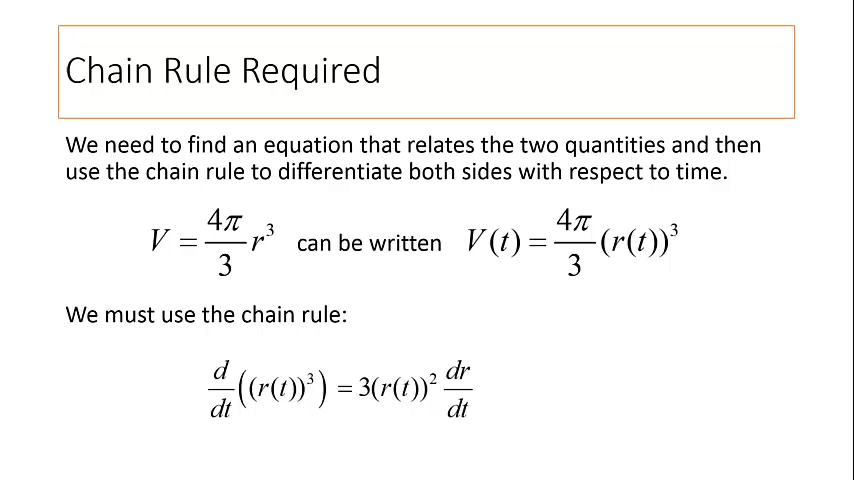 Chain Rule Required
We need to find an equation that relates the two quantities and then
use the chain rule to differentiate both sides with respect to time.
V = 4π/3 r³ can be written V(t) = 4π/3 (r(t))³
We must use the chain rule:
d/dt ((r(t))³) = 3(r(t))² dr/dt